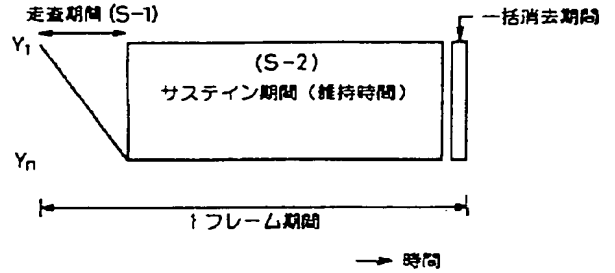 走査期間 (S-1)
一括消去期間
Y1
(S-2)
サステイン期間 (維持時間)
Yn
1フレーム期間
時間